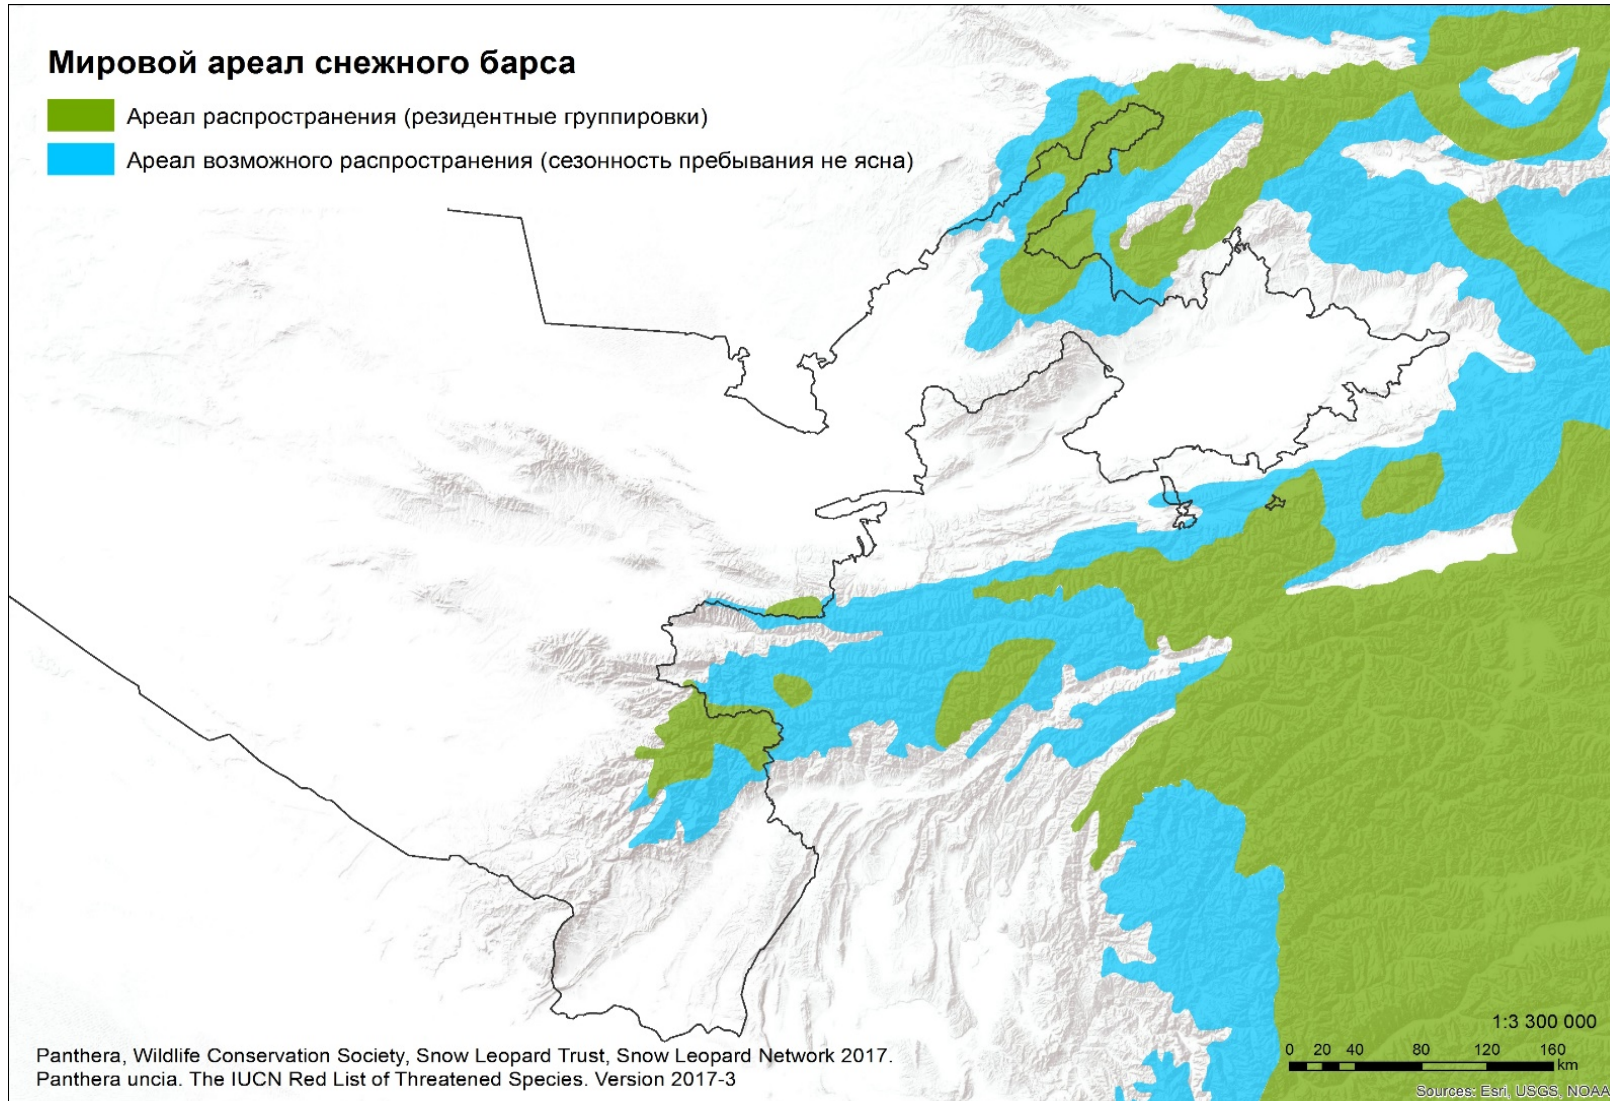 Мировой ареал снежного барса
Ареал распространения (резидентные группировки)
Ареал возможного распространения (сезонность пребывания не ясна)
1:3 300 000
0 20 40 80 120 160
km
Panthera, Wildlife Conservation Society, Snow Leopard Trust, Snow Leopard Network 2017.
Panthera uncia. The IUCN Red List of Threatened Species. Version 2017-3
Sources: Esri, USGS, NOAA